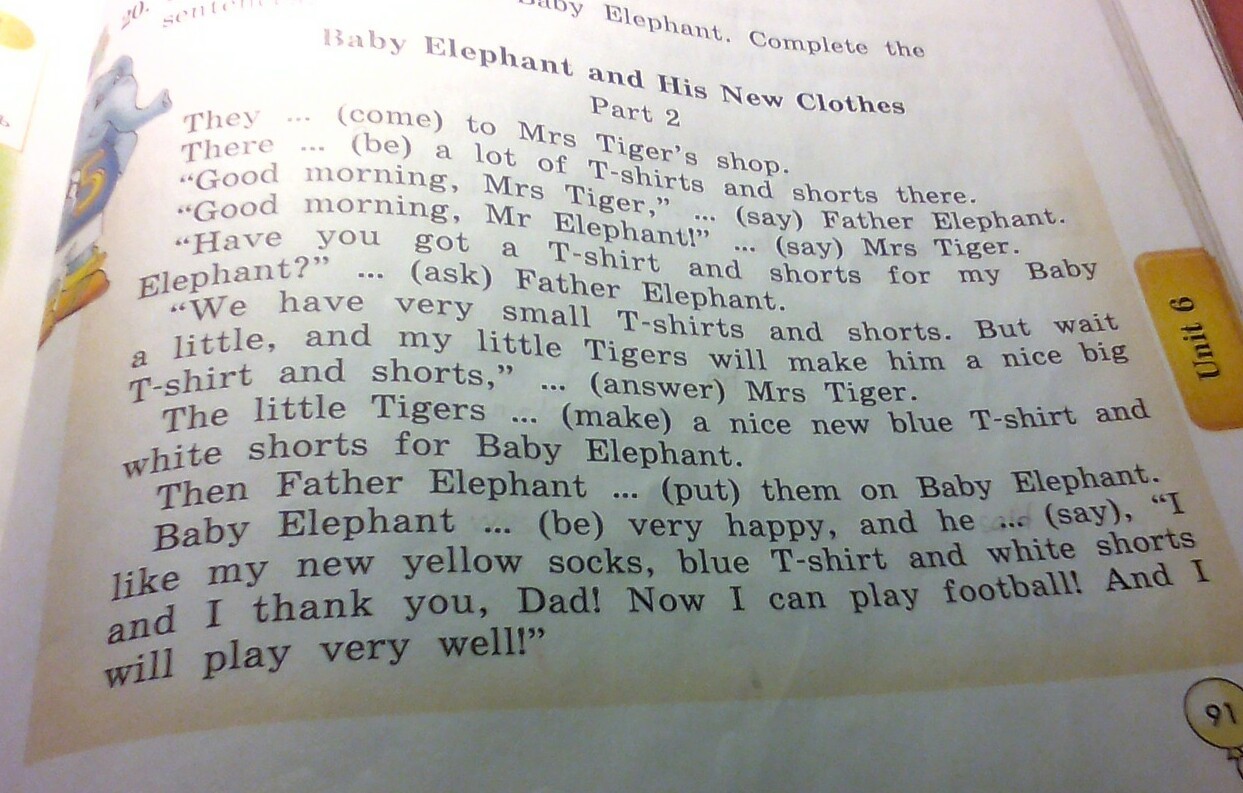 20. Baby Elephant. Complete the
Baby Elephant and His New Clothes
Part 2
They ... (come) to Mrs Tiger's shop.
There ... (be) a lot of T-shirts and shorts there.
“Good morning, Mrs Tiger,” ... (say) Father Elephant.
“Good morning, Mr Elephant!” ... (say) Mrs Tiger.
“Have you got a T-shirt and shorts for my Baby
Elephant?” ... (ask) Father Elephant.
“We have very small T-shirts and shorts. But wait
a little, and my little Tigers will make him a nice big
T-shirt and shorts,” ... (answer) Mrs Tiger.
The little Tigers ... (make) a nice new blue T-shirt and
white shorts for Baby Elephant.
Then Father Elephant ... (put) them on Baby Elephant.
Baby Elephant ... (be) very happy, and he ... (say), “I
like my new yellow socks, blue T-shirt and white shorts
and I thank you, Dad! Now I can play football! And I
will play very well!”
Unit 6
91